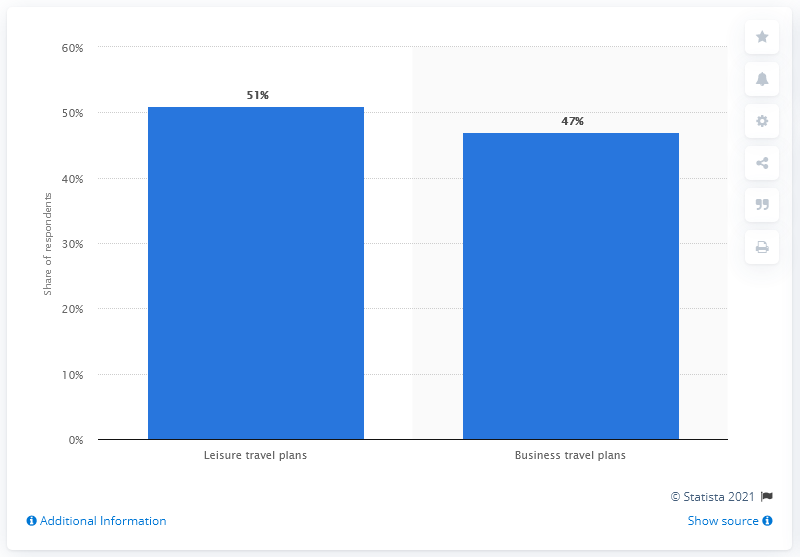 60%
51%
50%
47%
40%
Share of respondents
30%
20%
10%
0%
Leisure travel plans
Business travel plans
© Statista 2021
Additional Information
Show source